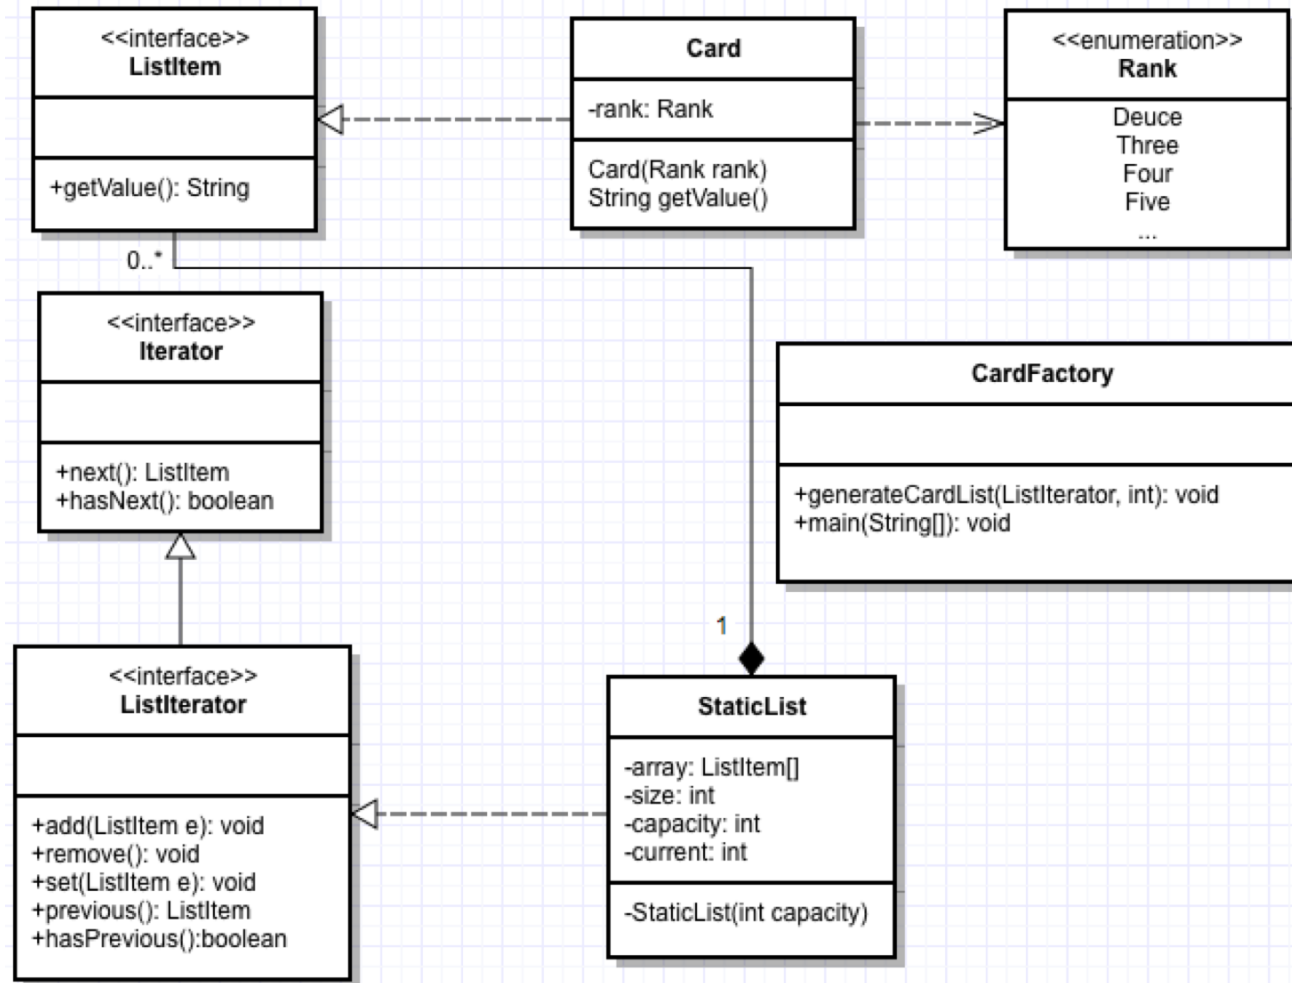 <<interface>>
ListItem
+getValue(): String
Card
-rank: Rank
Card(Rank rank)
String getValue()
<<enumeration>>
Rank
Deuce
Three
Four
Five
...
0..*
<<interface>>
Iterator
+next(): ListItem
+hasNext(): boolean
CardFactory
+generateCardList(ListIterator, int): void
+main(String[]): void
1
<<interface>>
ListIterator
+add(ListItem e): void
+remove(): void
+set(ListItem e): void
+previous(): ListItem
+hasPrevious():boolean
StaticList
-array: ListItem[]
-size: int
-capacity: int
-current: int
-StaticList(int capacity)